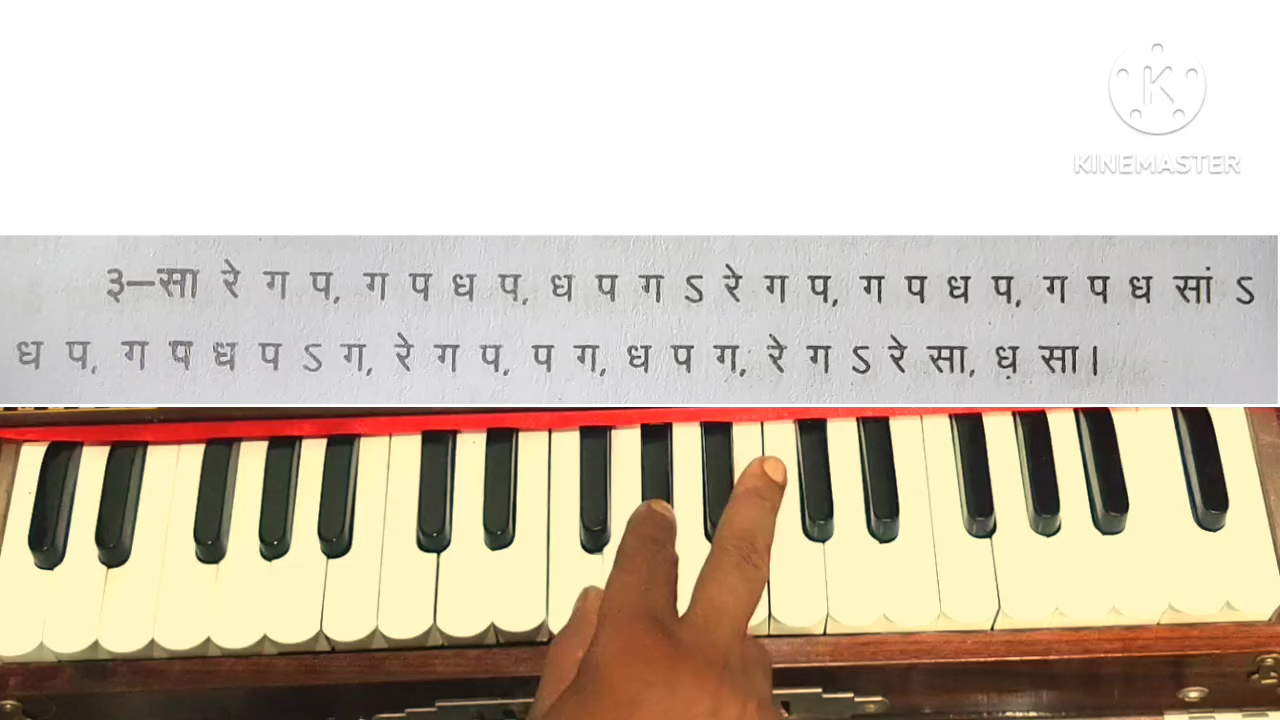 KINEMASTER
३—सा रे ग प, ग प ध प, ध प ग ऽ रे ग प, ग प ध प, ग प ध सां ऽ
ध प, ग प ध प ऽ ग, रे ग प, प ग, ध प ग, रे ग ऽ रे सा, ध़ सा।